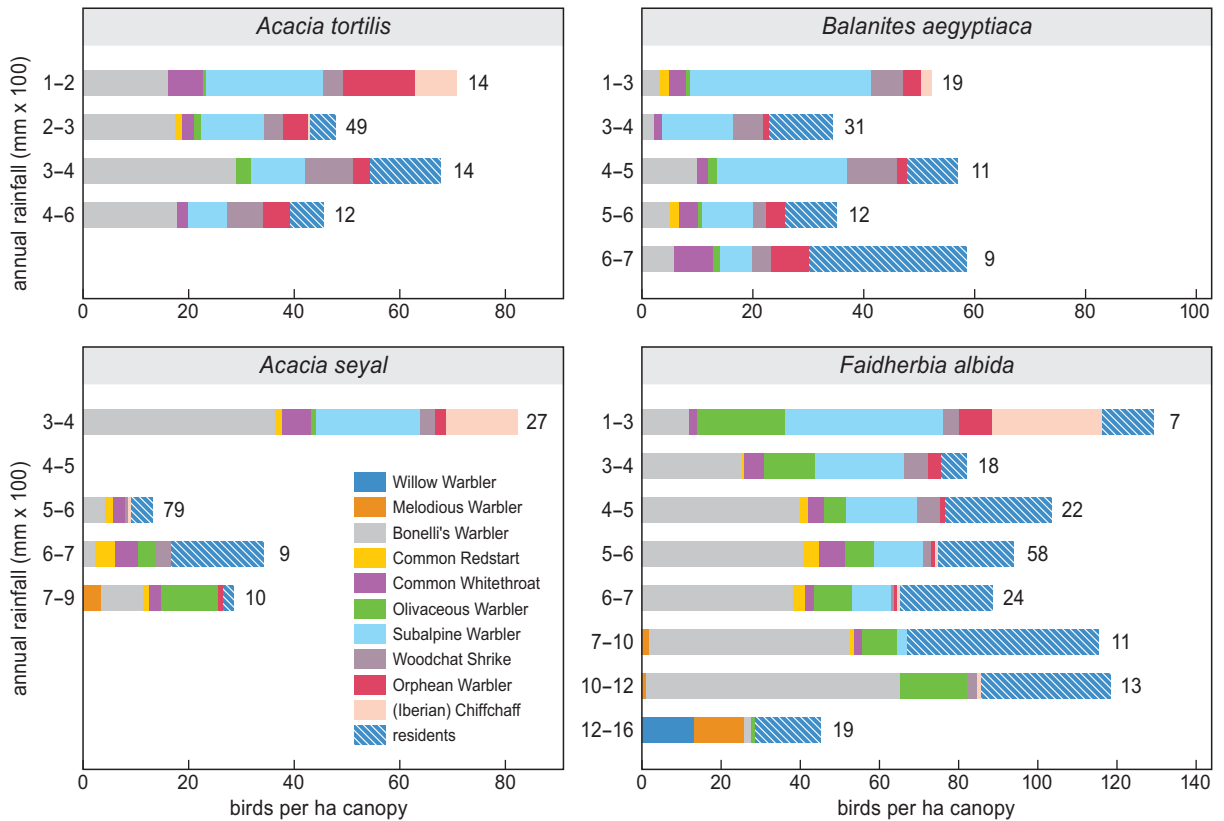 Acacia tortilis
annual rainfall (mm x 100)
1–2
14
2–3
49
3–4
14
4–6
12
0 20 40 60 80
Balanites aegyptiaca
1–3
19
3–4
31
4–5
11
5–6
12
6–7
9
0 20 40 60 80 100
Acacia seyal
annual rainfall (mm x 100)
3–4
27
4–5
5–6
79
6–7
9
7–9
10
Willow Warbler
Melodious Warbler
Bonelli's Warbler
Common Redstart
Common Whitethroat
Olivaceous Warbler
Subalpine Warbler
Woodchat Shrike
Orphean Warbler
(Iberian) Chiffchaff
residents
0 20 40 60 80
birds per ha canopy
Faidherbia albida
1–3
7
3–4
18
4–5
22
5–6
58
6–7
24
7–10
11
10–12
13
12–16
19
0 20 40 60 80 100 120 140
birds per ha canopy